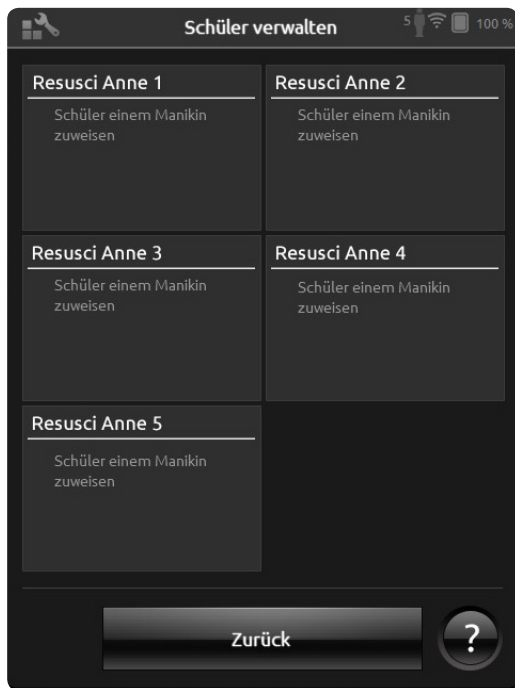 Schüler verwalten
5
100 %
Resusci Anne 1
Schüler einem Manikin
zuweisen
Resusci Anne 2
Schüler einem Manikin
zuweisen
Resusci Anne 3
Schüler einem Manikin
zuweisen
Resusci Anne 4
Schüler einem Manikin
zuweisen
Resusci Anne 5
Schüler einem Manikin
zuweisen
Zurück
?